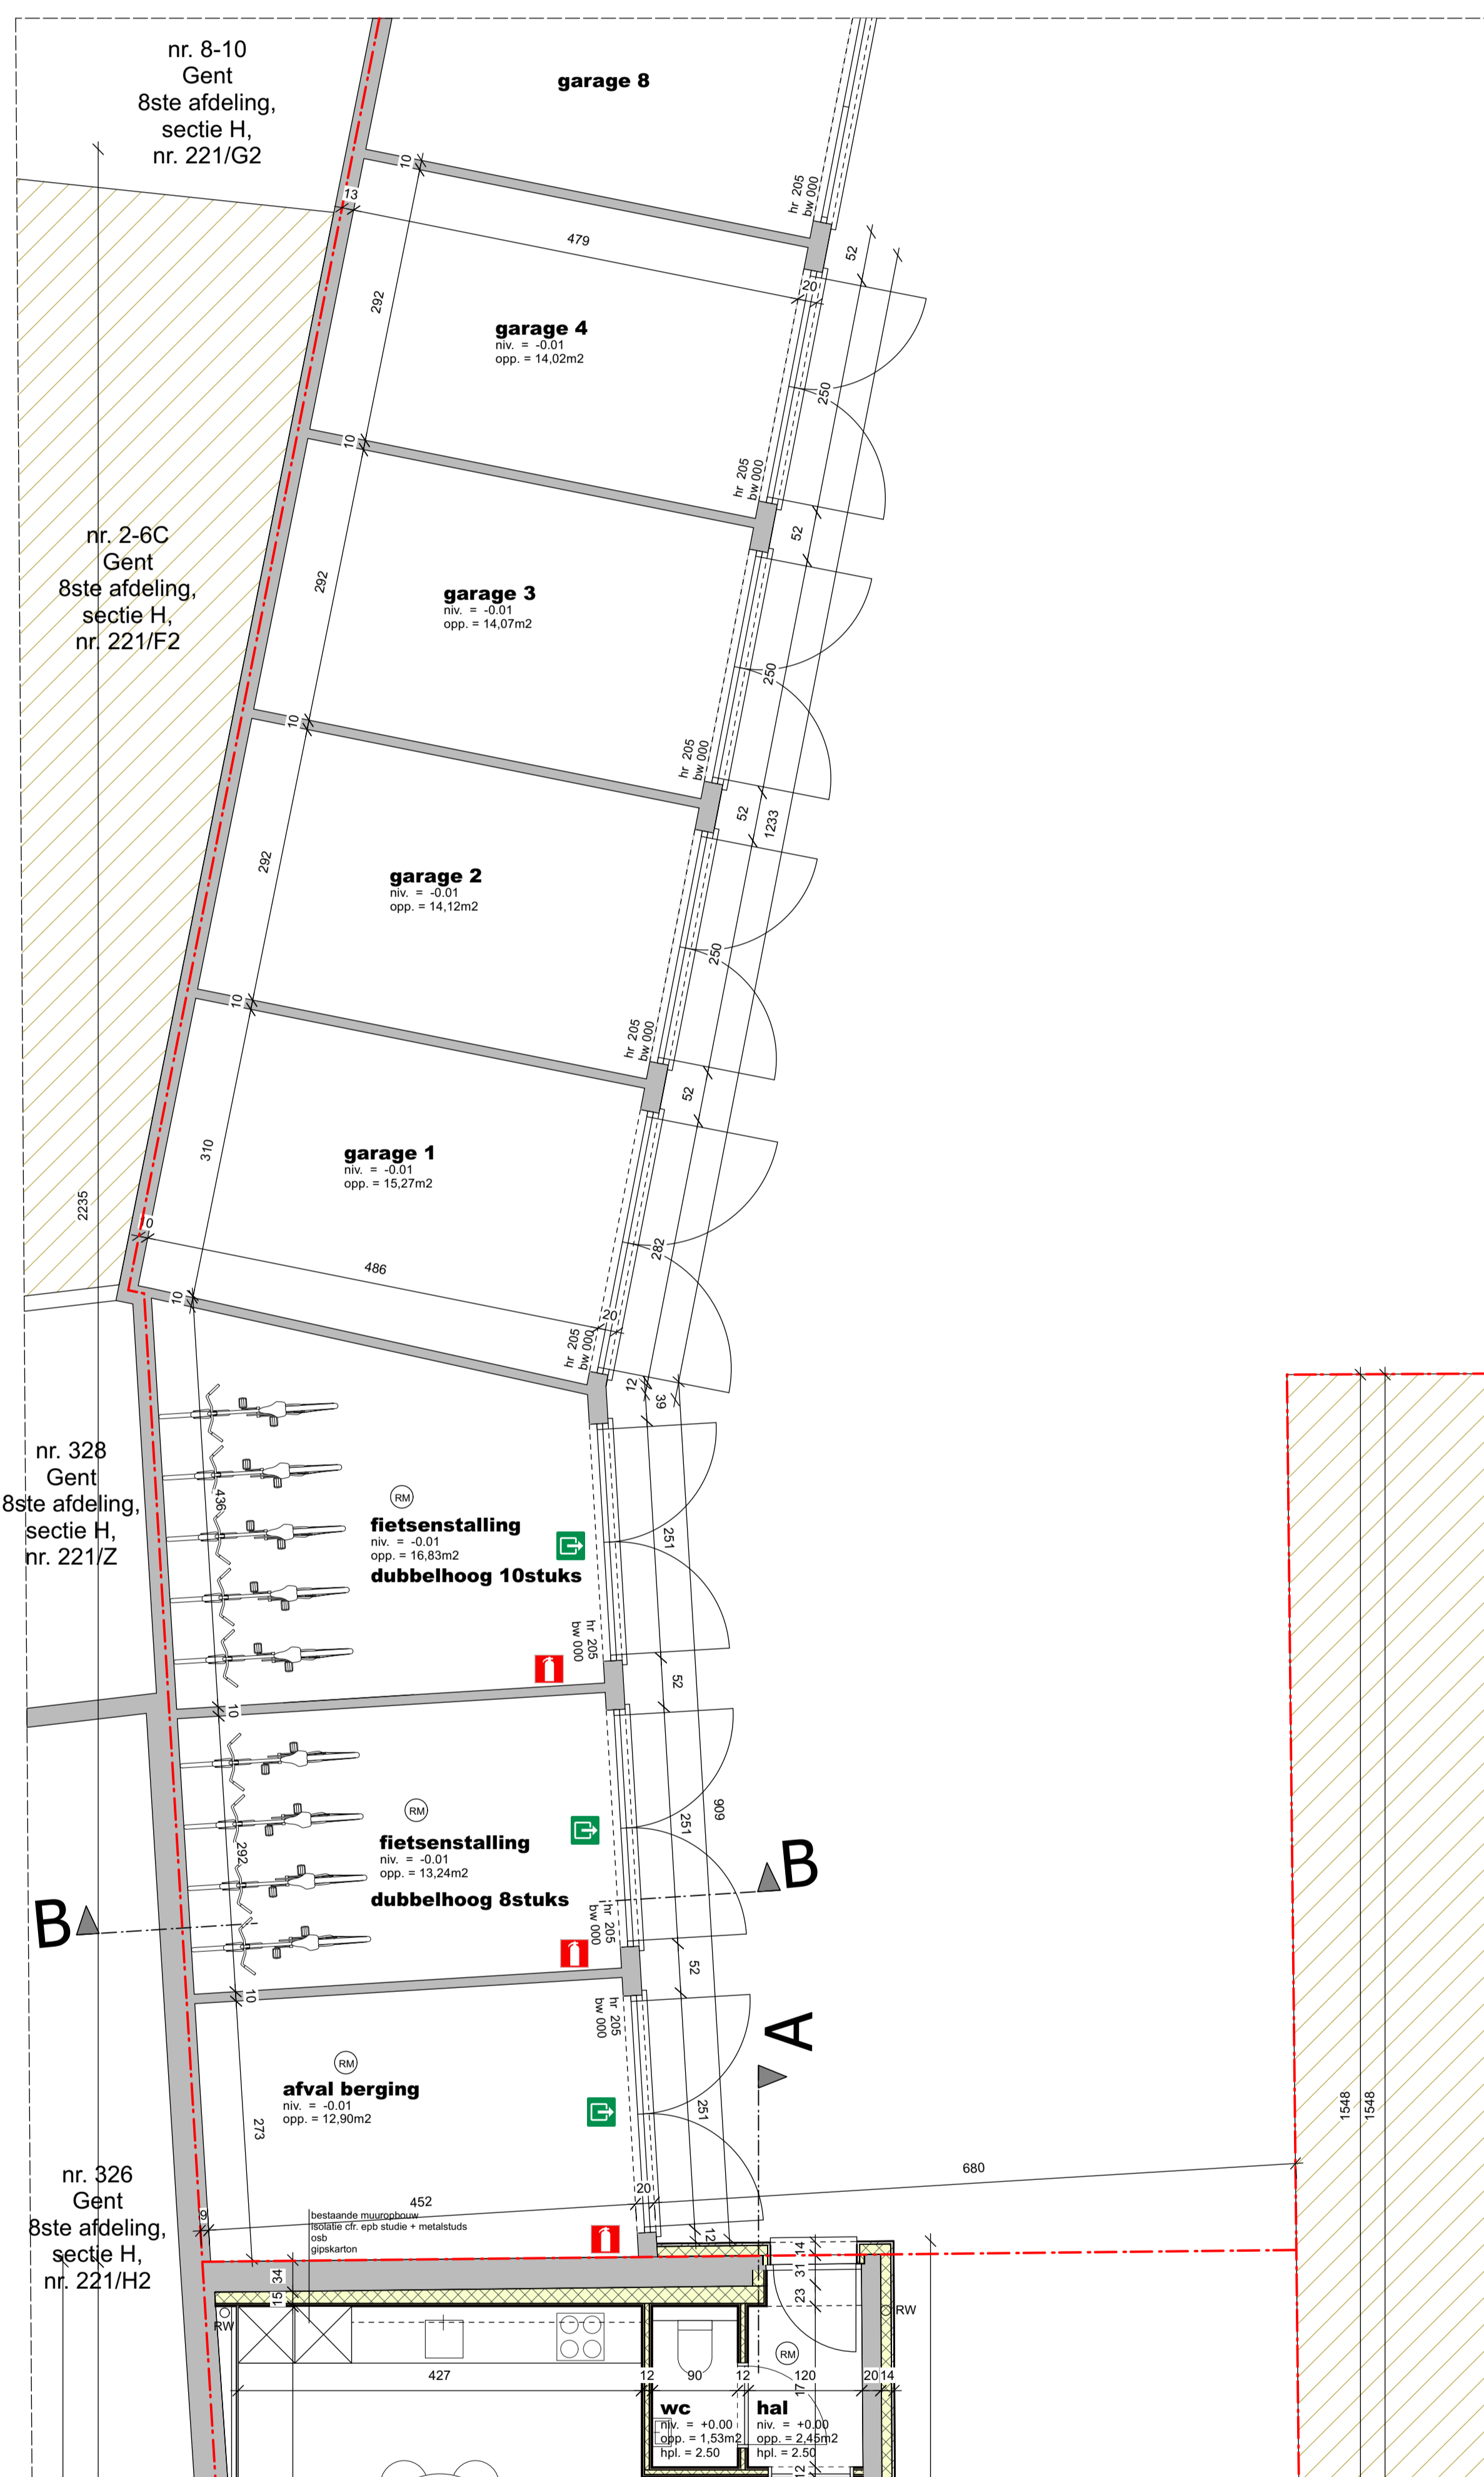 nr. 8-10
Gent
8ste afdeling,
sectie H,
nr. 221/G2
garage 8
10
13
479
hr 205
bw 000
52
20
292
garage 4
niv. = -0.01
opp. = 14,02m2
250
10
hr 205
bw 000
52
nr. 2-6C
Gent
8ste afdeling,
sectie H,
nr. 221/F2
292
garage 3
niv. = -0.01
opp. = 14,07m2
250
10
hr 205
bw 000
52
1233
292
garage 2
niv. = -0.01
opp. = 14,12m2
250
10
hr 205
bw 000
52
310
garage 1
niv. = -0.01
opp. = 15,27m2
2235
282
486
20
10
hr 205
bw 000
12
39
nr. 328
Gent
8ste afdeling,
sectie H,
nr. 221/Z
436
RM
fietsenstalling
niv. = -0.01
opp. = 16,83m2
dubbelhoog 10stuks
251
hr 205
bw 000
52
10
RM
fietsenstalling
niv. = -0.01
opp. = 13,24m2
dubbelhoog 8stuks
292
251
909
B
B
hr 205
bw 000
52
10
hr 205
bw 000
A
RM
afval berging
niv. = -0.01
opp. = 12,90m2
273
251
1548
1548
680
nr. 326
Gent
8ste afdeling,
sectie H,
nr. 221/H2
9
452
20
12
bestaande muuropbouw
isolatie cfr. epb studie + metalstuds
osb
gipskarton
34
15
14
31
23
RW
RW
RM
427
12
90
12
120
20
14
17
wc
niv. = +0.00
opp. = 1,53m2
hpl. = 2.50
hal
niv. = +0.00
opp. = 2,45m2
hpl. = 2.50
12